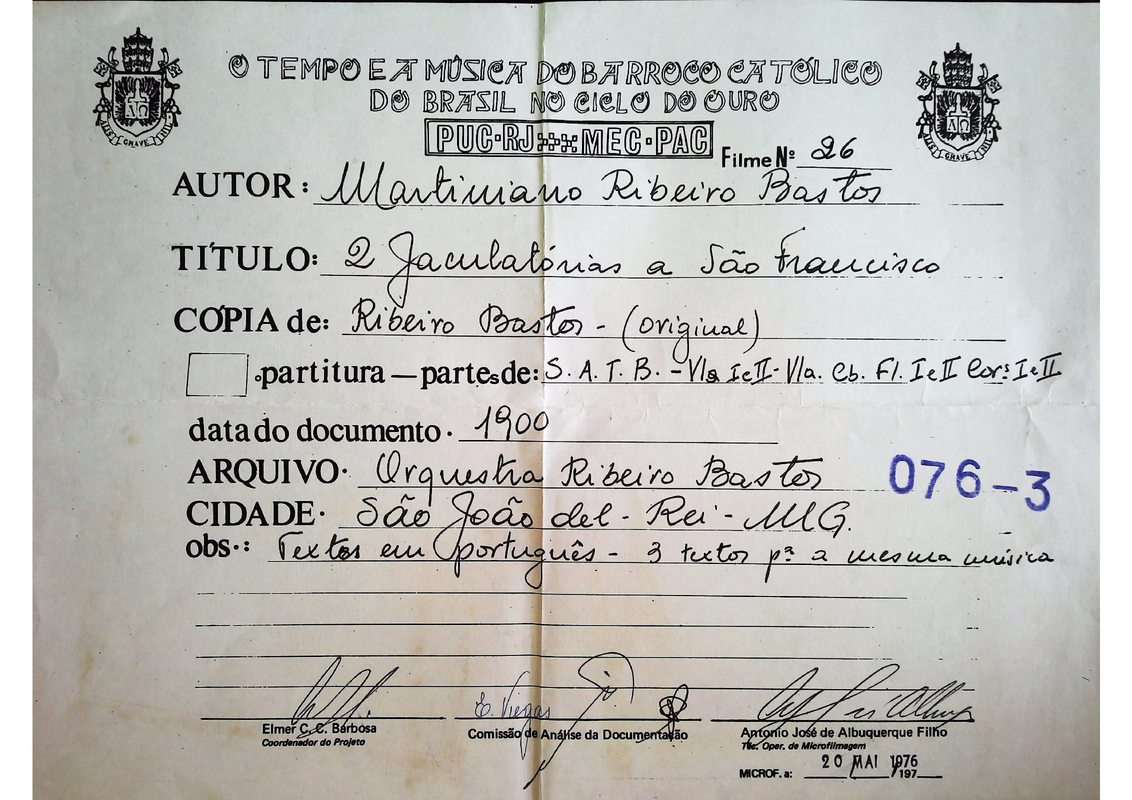 O TEMPO E A MÚSICA DO BARROCO CATÓLICO
DO BRASIL NO CICLO DO OURO
PUC·RJ MEC·PAC
Filme Nº 26
AUTOR: Martiniano Ribeiro Bastos
TÍTULO: 2 Jaculatórias a São Francisco
CÓPIA de: Ribeiro Bastos - (original)
partitura — partes de: S. A. T. B. - Vls I e II - Vla. Cb. Fl. I e II Cors I e II
data do documento · 1900
ARQUIVO · Orquestra Ribeiro Bastos
076-3
CIDADE · São João del-Rei - MG.
obs·: Textos em português - 3 textos pª a mesma música
E. Viegas
Elmer C. C. Barbosa
Coordenador do Projeto
Comissão de Análise da Documentação
Antonio José de Albuquerque Filho
Téc. Oper. de Microfilmagem
MICROF. a: 20 MAI 1976 /197